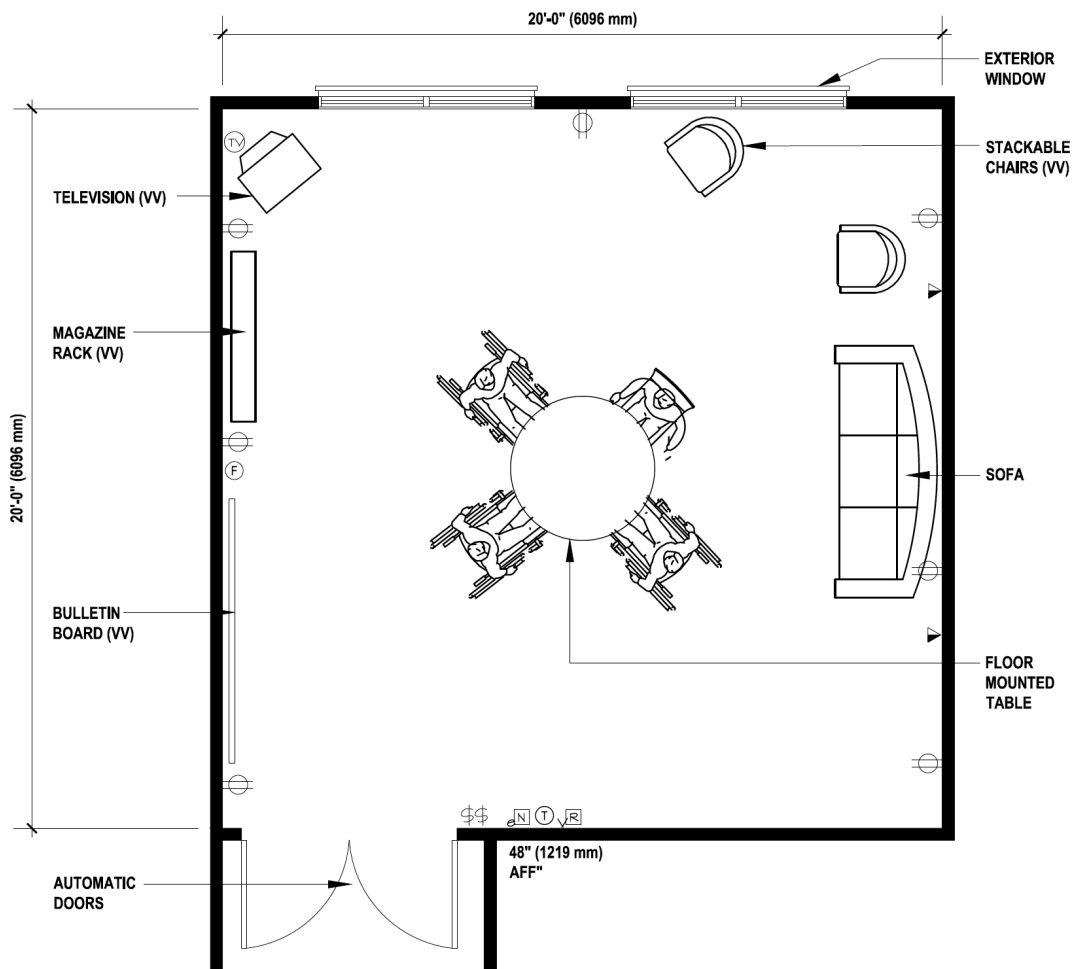 20'-0" (6096 mm)
EXTERIOR
WINDOW
TV
STACKABLE
CHAIRS (VV)
TELEVISION (VV)
MAGAZINE
RACK (VV)
20'-0" (6096 mm)
F
SOFA
BULLETIN
BOARD (VV)
FLOOR
MOUNTED
TABLE
$$ N T R
48" (1219 mm)
AFF"
AUTOMATIC
DOORS